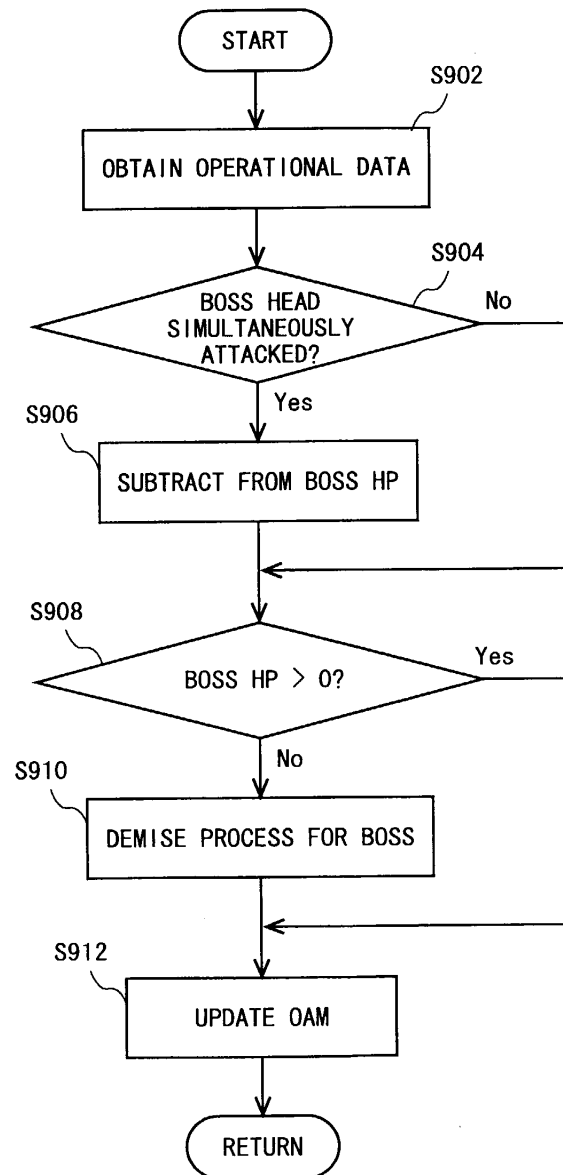 START
S902
OBTAIN OPERATIONAL DATA
S904
BOSS HEAD
SIMULTANEOUSLY
ATTACKED?
No
Yes
S906
SUBTRACT FROM BOSS HP
S908
BOSS HP > 0?
Yes
No
S910
DEMISE PROCESS FOR BOSS
S912
UPDATE OAM
RETURN